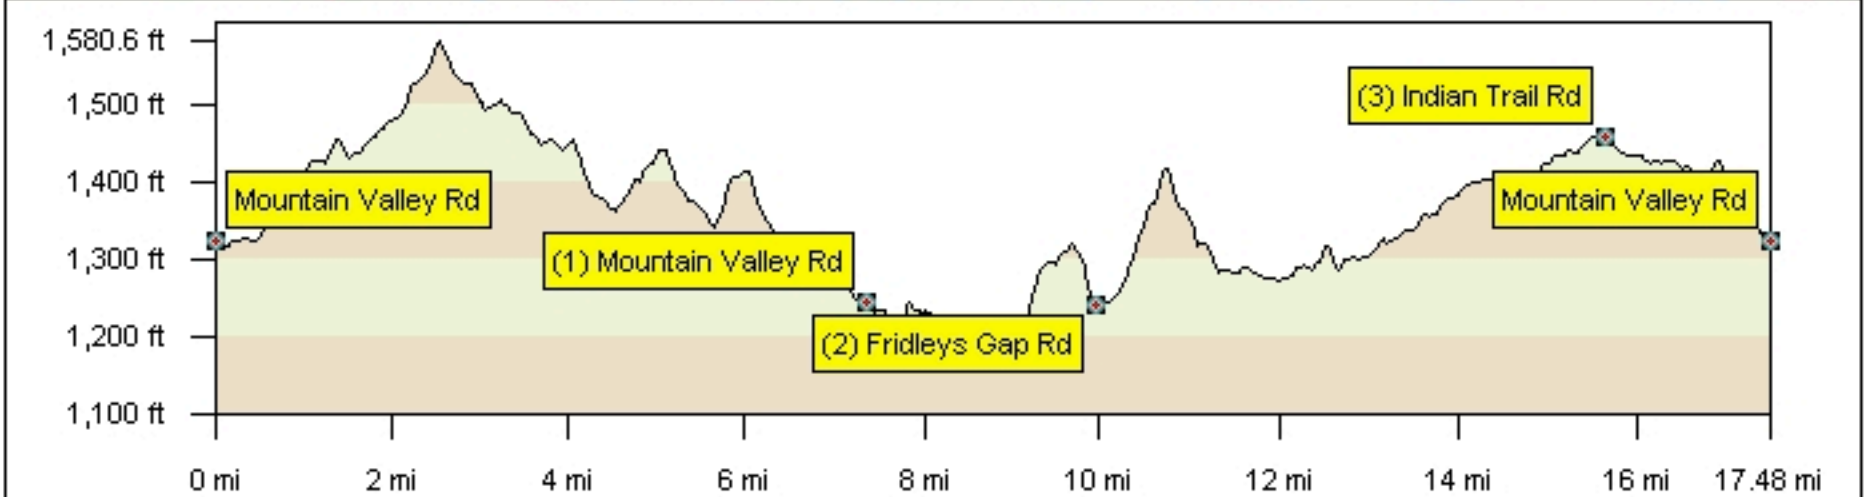 1,580.6 ft
1,500 ft
(3) Indian Trail Rd
1,400 ft
Mountain Valley Rd
Mountain Valley Rd
1,300 ft
(1) Mountain Valley Rd
1,200 ft
(2) Fridleys Gap Rd
1,100 ft
0 mi 2 mi 4 mi 6 mi 8 mi 10 mi 12 mi 14 mi 16 mi 17.48 mi